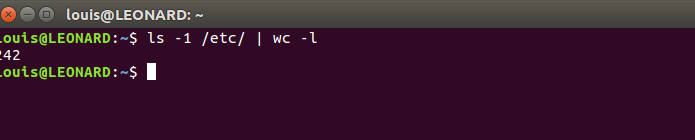 louis@LEONARD: ~
louis@LEONARD:~$ ls -1 /etc/ | wc -l
242
louis@LEONARD:~$